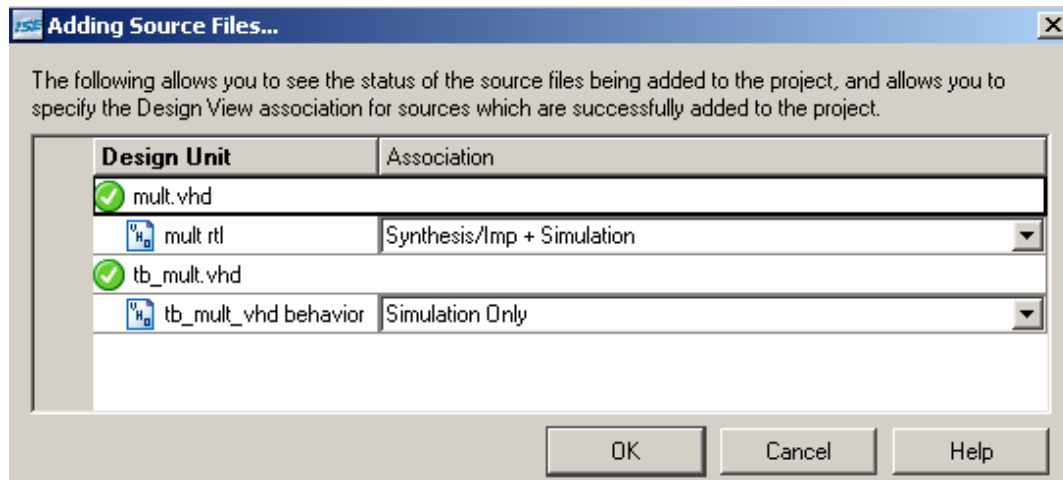 ISE Adding Source Files...
The following allows you to see the status of the source files being added to the project, and allows you to
specify the Design View association for sources which are successfully added to the project.
Design Unit Association
mult.vhd
VHD mult rtl Synthesis/Imp + Simulation
tb_mult.vhd
VHD tb_mult_vhd behavior Simulation Only
OK Cancel Help